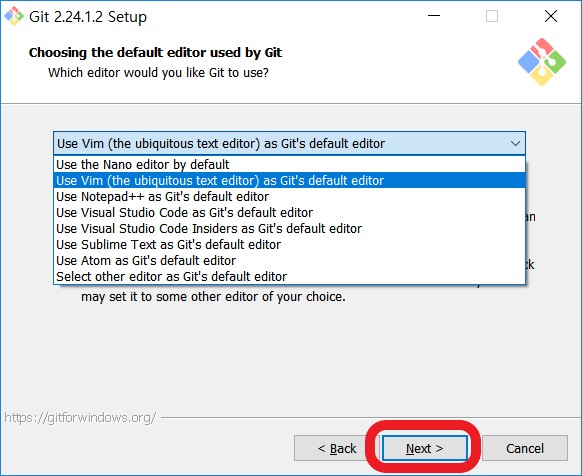 Git 2.24.1.2 Setup
Choosing the default editor used by Git
Which editor would you like Git to use?
Use Vim (the ubiquitous text editor) as Git's default editor
Use the Nano editor by default
Use Vim (the ubiquitous text editor) as Git's default editor
Use Notepad++ as Git's default editor
Use Visual Studio Code as Git's default editor
Use Visual Studio Code Insiders as Git's default editor
Use Sublime Text as Git's default editor
Use Atom as Git's default editor
Select other editor as Git's default editor
may set it to some other editor of your choice.
https://gitforwindows.org/
< Back
Next >
Cancel